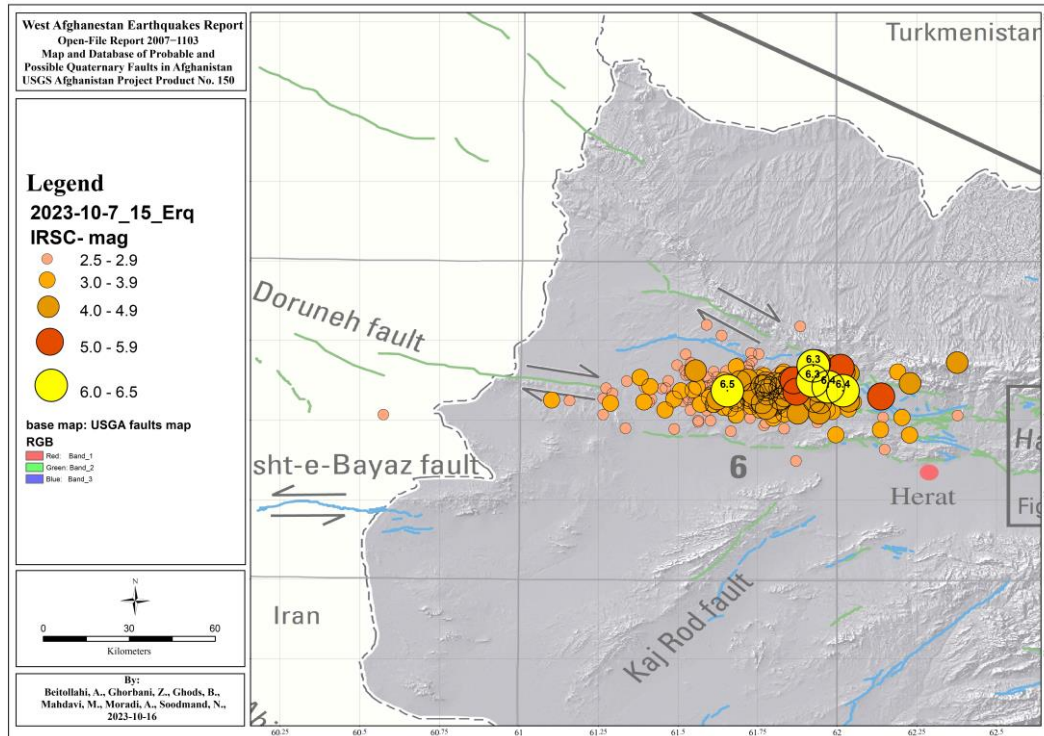 West Afghanestan Earthquakes Report
Open-File Report 2007–1103
Map and Database of Probable and
Possible Quaternary Faults in Afghanistan
USGS Afghanistan Project Product No. 150
Legend
2023-10-7_15_Erq
IRSC- mag
2.5 - 2.9
3.0 - 3.9
4.0 - 4.9
5.0 - 5.9
6.0 - 6.5
base map: USGA faults map
RGB
Red: Band_1
Green: Band_2
Blue: Band_3
N
0 30 60
Kilometers
By:
Beitollahi, A., Ghorbani, Z., Ghods, B.,
Mahdavi, M., Moradi, A., Soodmand, N.,
2023-10-16
Turkmenistan
Doruneh fault
6.3
6.3
6.5
6.4
6.4
sht-e-Bayaz fault
6
Ha
Herat
Fig
Iran
Kaj Rod fault
60.25 60.5 60.75 61 61.25 61.5 61.75 62 62.25 62.5